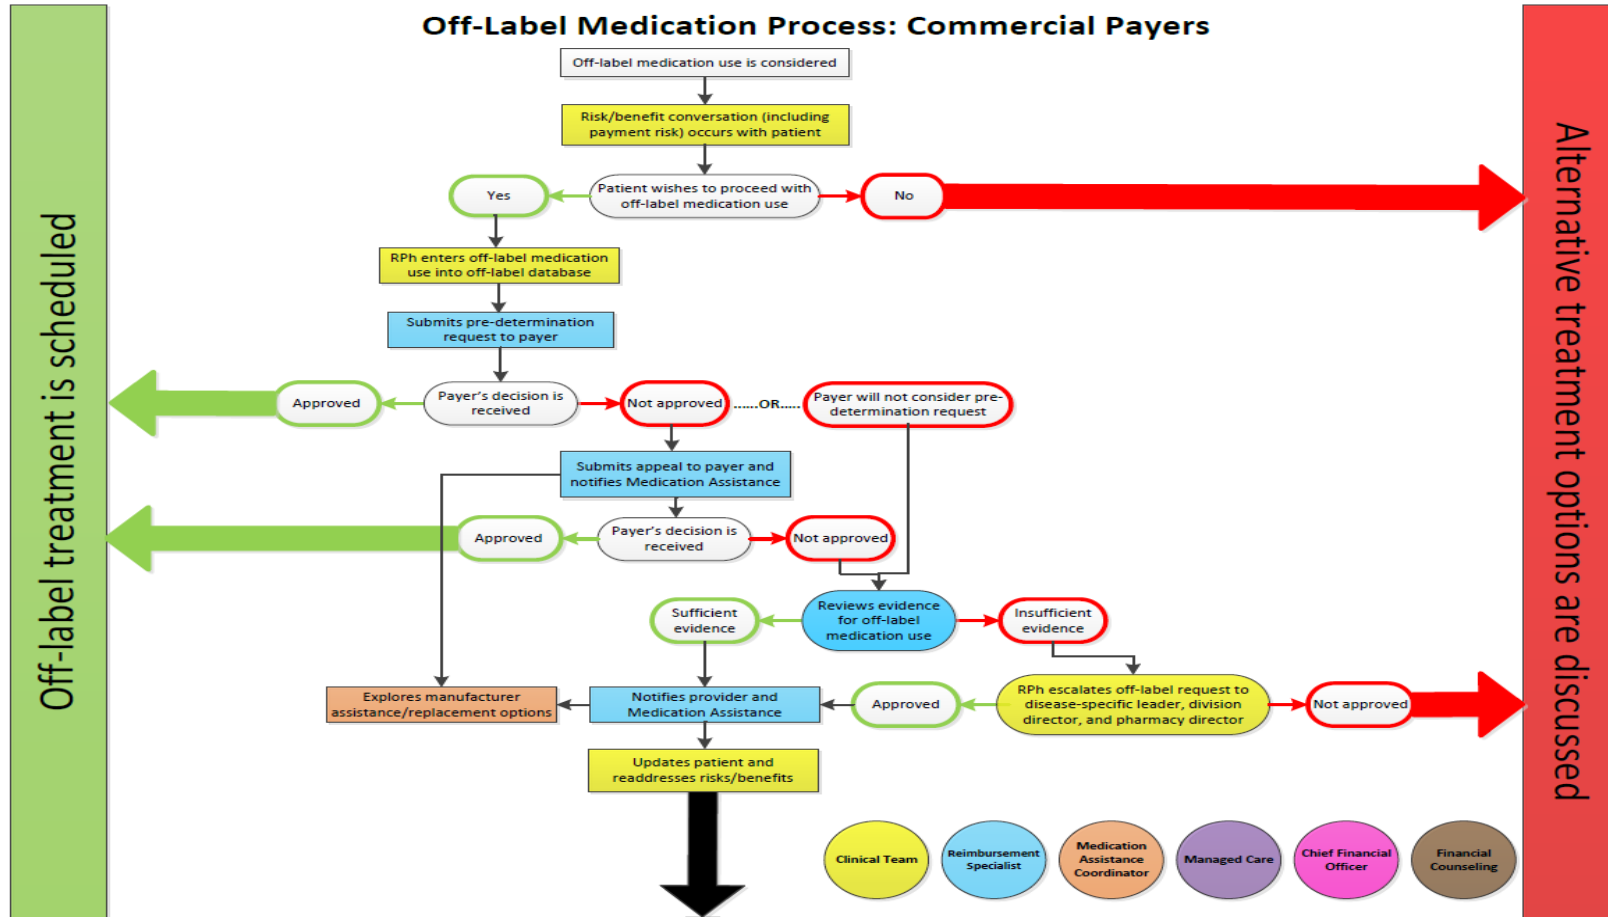 Off-Label Medication Process: Commercial Payers
Off-label medication use is considered
Risk/benefit conversation (including
payment risk) occurs with patient
Patient wishes to proceed with
off-label medication use
Yes
No
RPh enters off-label medication
use into off-label database
Submits pre-determination
request to payer
Payer's decision is
received
Approved
Not approved
......OR.....
Payer will not consider pre-
determination request
Submits appeal to payer and
notifies Medication Assistance
Payer's decision is
received
Approved
Not approved
Reviews evidence
for off-label
medication use
Sufficient
evidence
Insufficient
evidence
RPh escalates off-label request to
disease-specific leader, division
director, and pharmacy director
Approved
Not approved
Notifies provider and
Medication Assistance
Explores manufacturer
assistance/replacement options
Updates patient and
readdresses risks/benefits
Off-label treatment is scheduled
Alternative treatment options are discussed
Clinical Team
Reimbursement
Specialist
Medication
Assistance
Coordinator
Managed Care
Chief Financial
Officer
Financial
Counseling